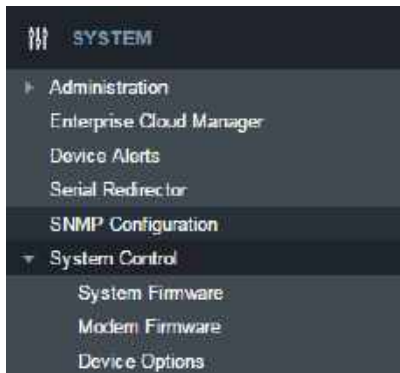 SYSTEM
Administration
Enterprise Cloud Manager
Device Alerts
Serial Redirector
SNMP Configuration
System Control
System Firmware
Modem Firmware
Device Options